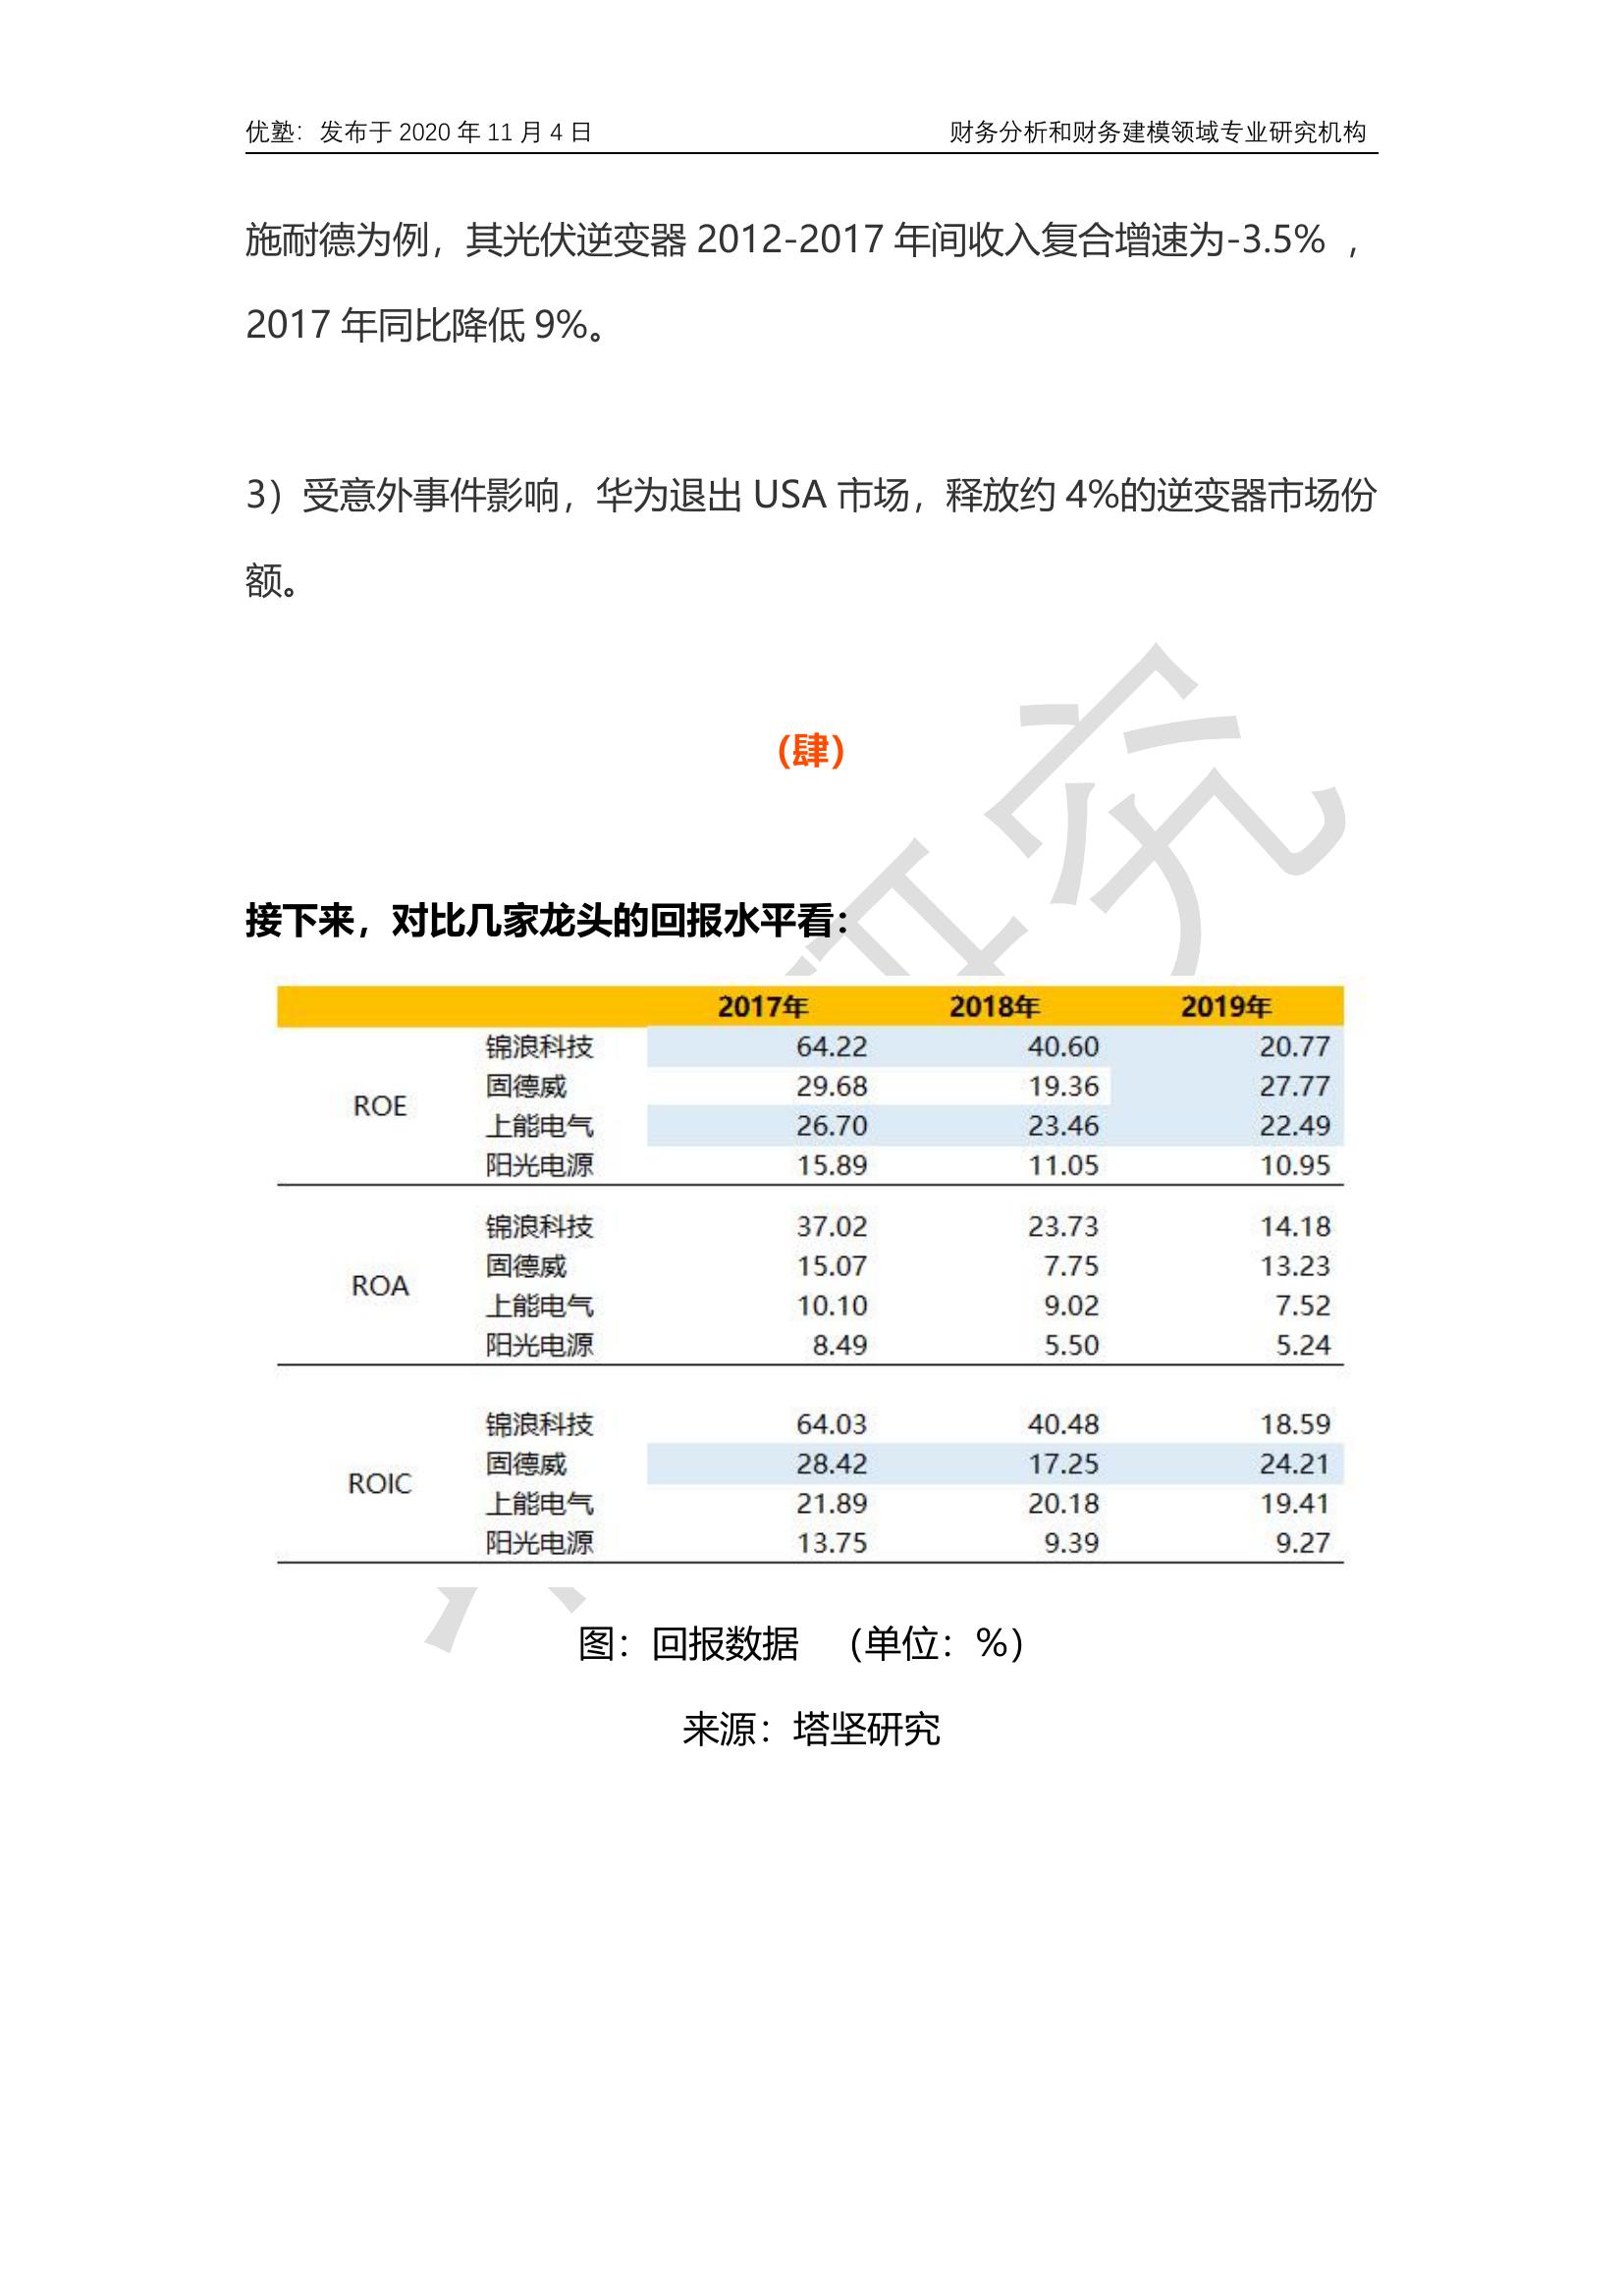 优塾：发布于 2020 年 11 月 4 日 财务分析和财务建模领域专业研究机构
施耐德为例，其光伏逆变器 2012-2017 年间收入复合增速为-3.5% ，
2017 年同比降低 9%。
3）受意外事件影响，华为退出 USA 市场，释放约 4%的逆变器市场份
额。
（肆）
接下来，对比几家龙头的回报水平看：
2017年 2018年 2019年
ROE
锦浪科技 64.22 40.60 20.77
固德威 29.68 19.36 27.77
上能电气 26.70 23.46 22.49
阳光电源 15.89 11.05 10.95
ROA
锦浪科技 37.02 23.73 14.18
固德威 15.07 7.75 13.23
上能电气 10.10 9.02 7.52
阳光电源 8.49 5.50 5.24
ROIC
锦浪科技 64.03 40.48 18.59
固德威 28.42 17.25 24.21
上能电气 21.89 20.18 19.41
阳光电源 13.75 9.39 9.27
图：回报数据 （单位：%）
来源：塔坚研究